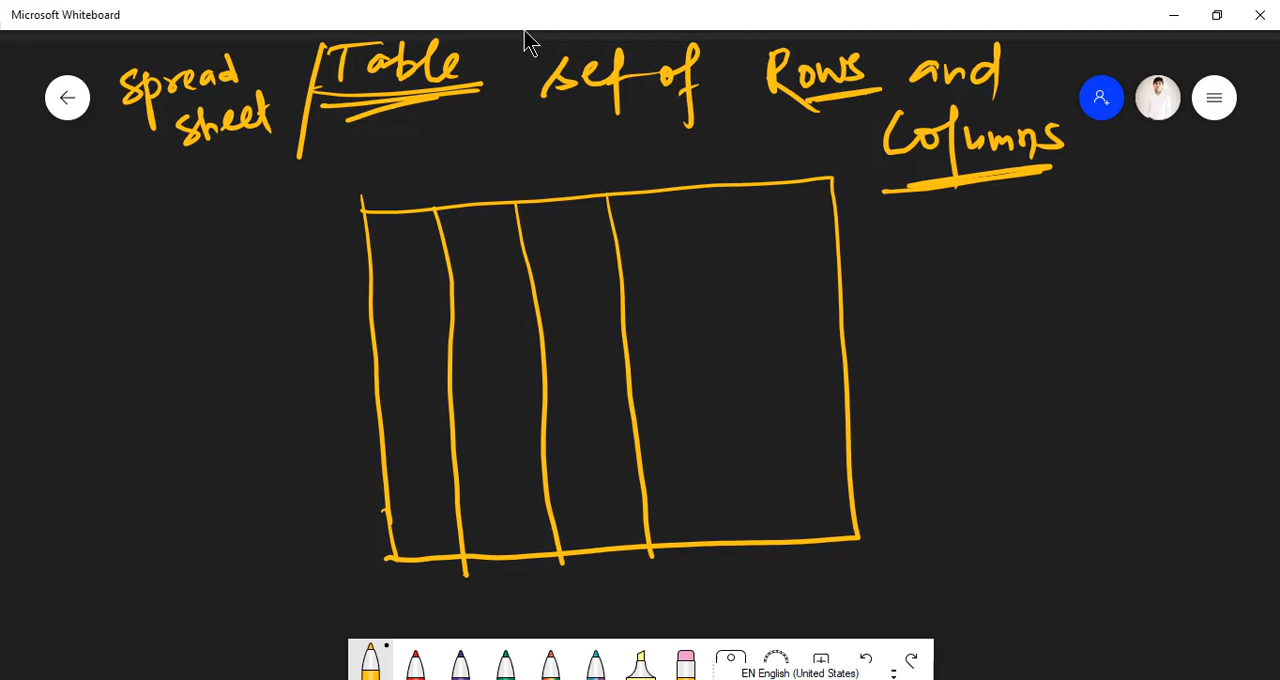 Microsoft Whiteboard
spread sheet / Table set of Rows and
Columns
EN English (United States)